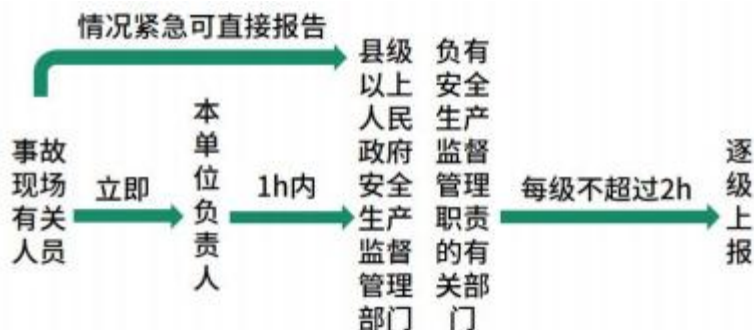 情况紧急可直接报告
事故
现场
有关
人员
立即
本
单
位
负
责
人
1h内
县级
以上
人民
政府
安全
生产
监督
管理
部门
负有
安全
生产
监督
管理
职责
的有
关部
门
每级不超过2h
逐
级
上
报